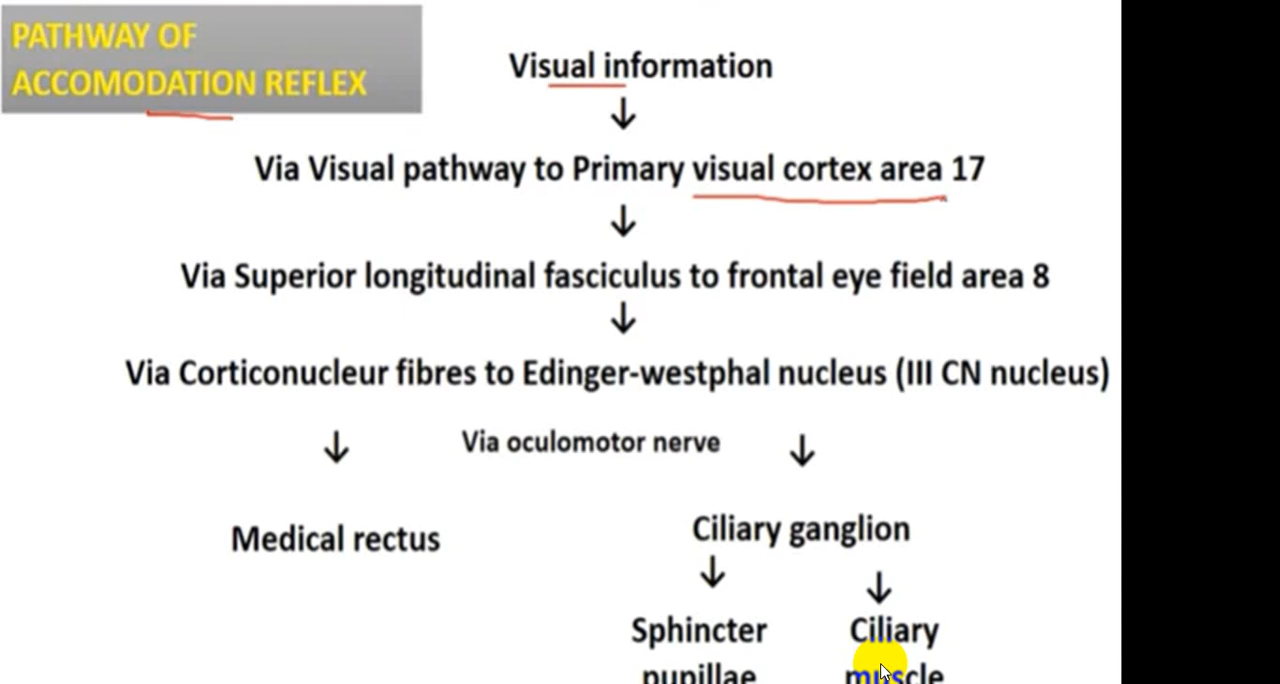 PATHWAY OF
ACCOMODATION REFLEX
Visual information
Via Visual pathway to Primary visual cortex area 17
Via Superior longitudinal fasciculus to frontal eye field area 8
Via Corticonucleur fibres to Edinger-westphal nucleus (III CN nucleus)
Via oculomotor nerve
Medical rectus
Ciliary ganglion
Sphincter pupillae
Ciliary muscle